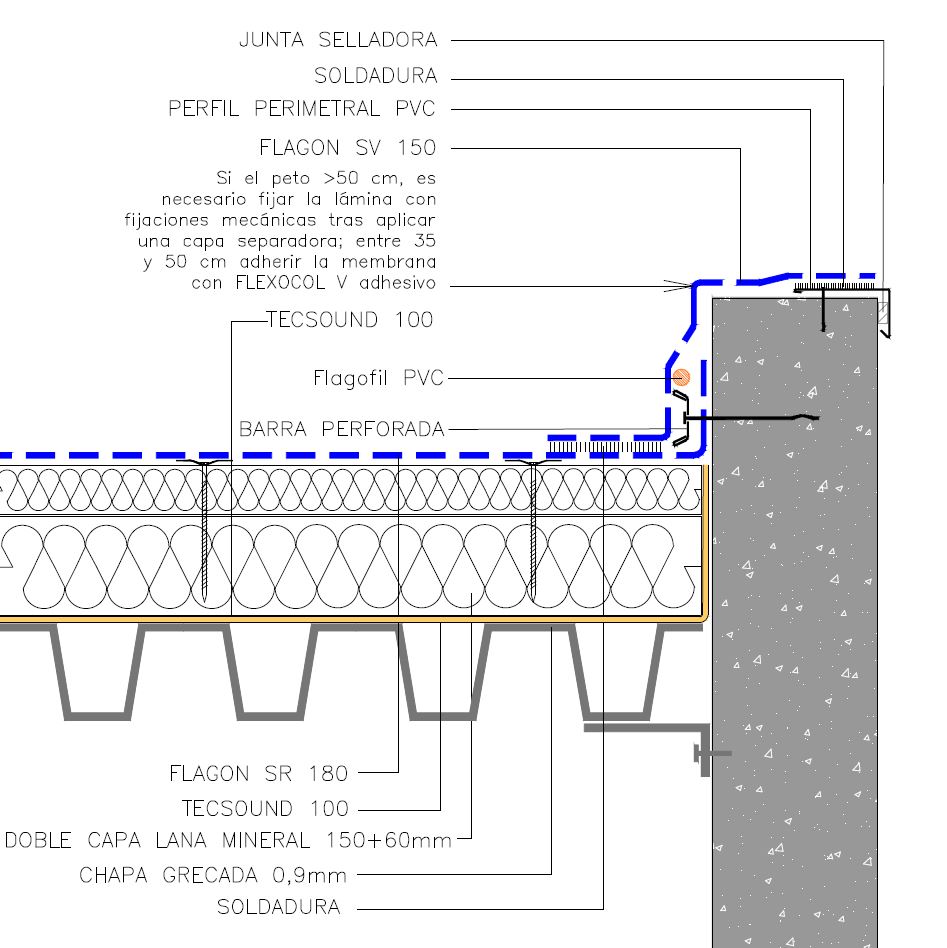 JUNTA SELLADORA
SOLDADURA
PERFIL PERIMETRAL PVC
FLAGON SV 150
Si el peto >50 cm, es
necesario fijar la lámina con
fijaciones mecánicas tras aplicar
una capa separadora; entre 35
y 50 cm adherir la membrana
con FLEXOCOL V adhesivo
TECSOUND 100
Flagofil PVC
BARRA PERFORADA
FLAGON SR 180
TECSOUND 100
DOBLE CAPA LANA MINERAL 150+60mm
CHAPA GRECADA 0,9mm
SOLDADURA